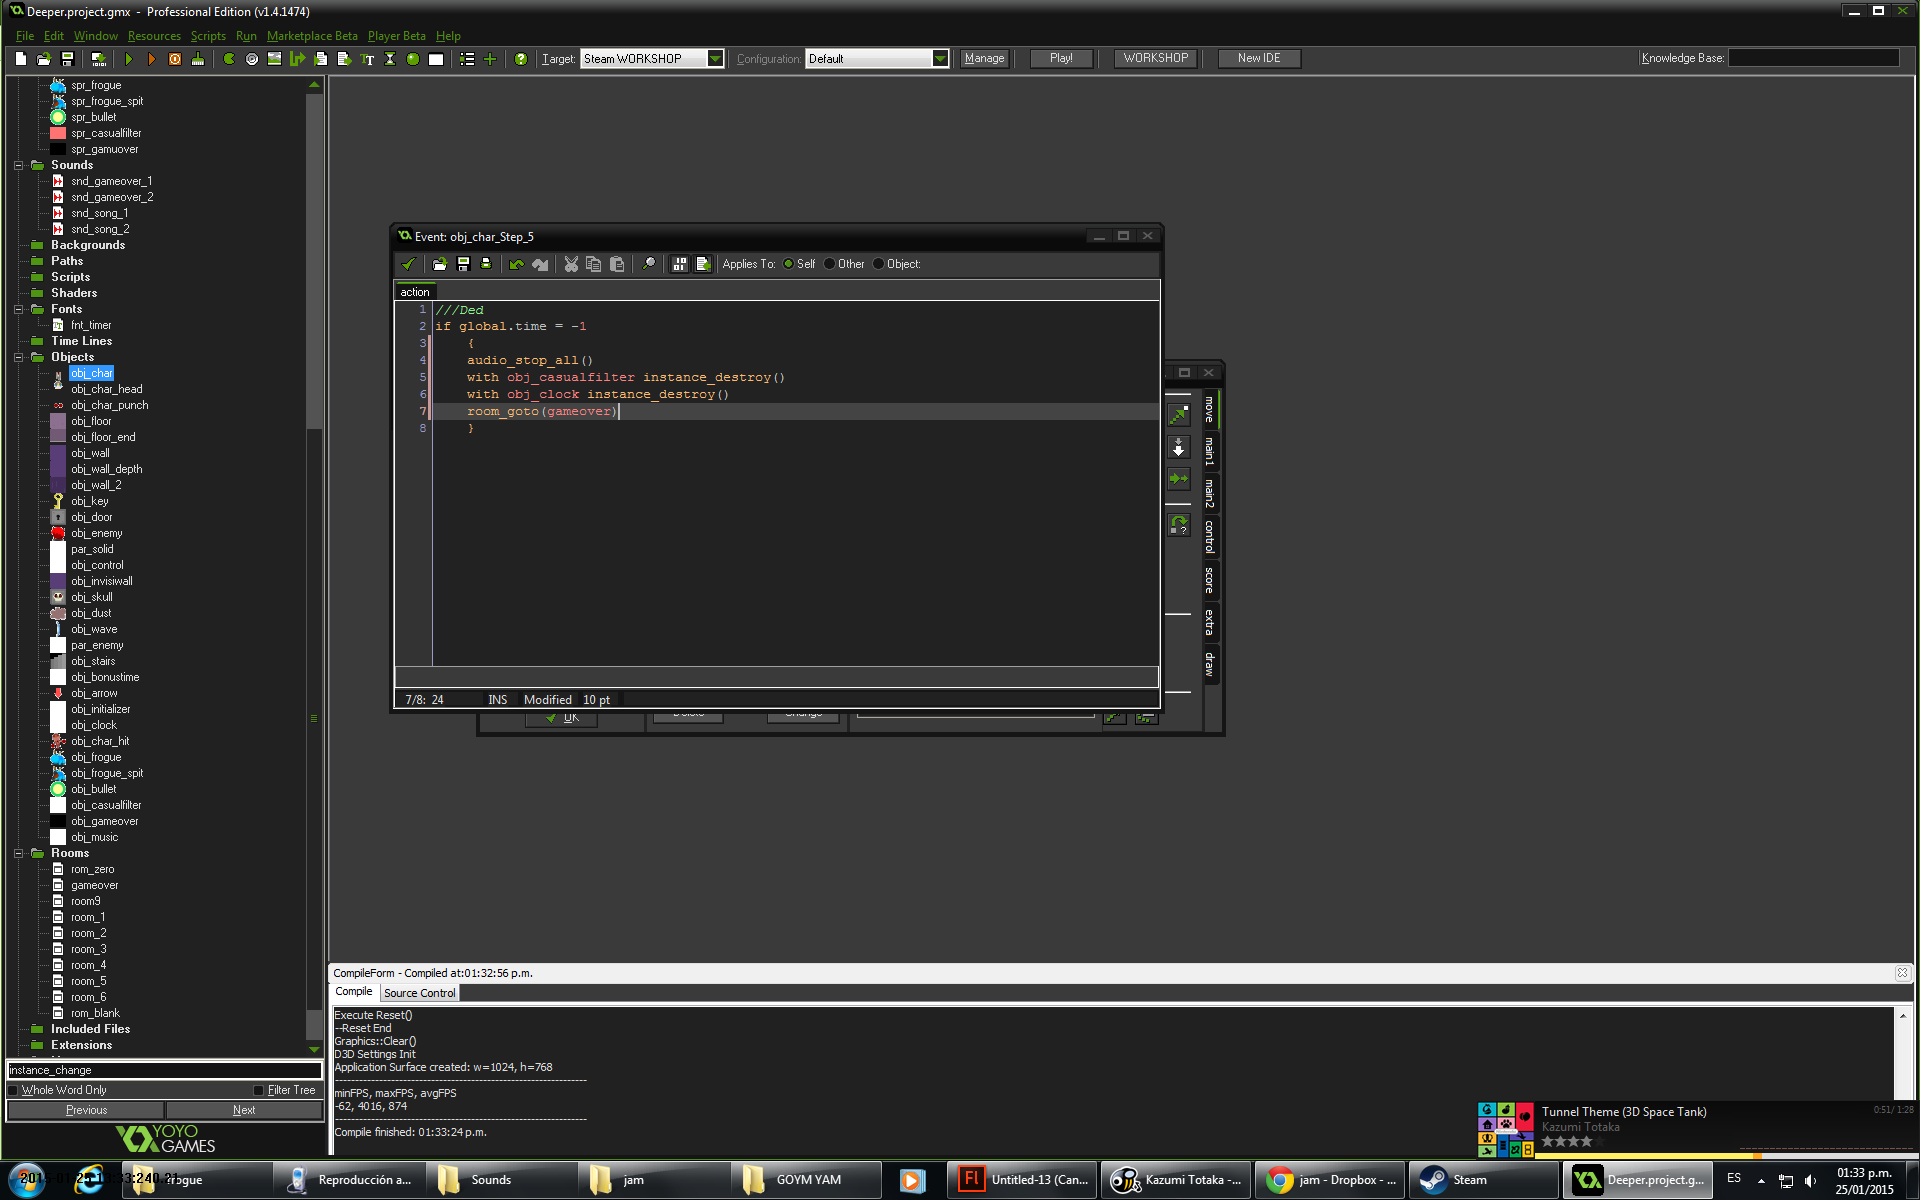 Deeper.project.gmx - Professional Edition (v1.4.1474)
File Edit Window Resources Scripts Run Marketplace Beta Player Beta Help
Target: Steam WORKSHOP Configuration: Default Manage Play! WORKSHOP New IDE Knowledge Base:
spr_frogue
spr_frogue_spit
spr_bullet
spr_casualfilter
spr_gamuover
Sounds
snd_gameover_1
snd_gameover_2
snd_song_1
snd_song_2
Backgrounds
Paths
Scripts
Shaders
Fonts
fnt_timer
Time Lines
Objects
obj_char
obj_char_head
obj_char_punch
obj_floor
obj_floor_end
obj_wall
obj_wall_depth
obj_wall_2
obj_key
obj_door
obj_enemy
par_solid
obj_control
obj_invisiwall
obj_skull
obj_dust
obj_wave
par_enemy
obj_stairs
obj_bonustime
obj_arrow
obj_initializer
obj_clock
obj_char_hit
obj_frogue
obj_frogue_spit
obj_bullet
obj_casualfilter
obj_gameover
obj_music
Rooms
rom_zero
gameover
room9
room_1
room_2
room_3
room_4
room_5
room_6
rom_blank
Included Files
Extensions
instance_change
Whole Word Only Filter Tree
Previous Next
YOYO
GAMES
Event: obj_char_Step_5
Applies To: Self Other Object:
action
1 ///Ded
2 if global.time = -1
3 {
4 audio_stop_all()
5 with obj_casualfilter instance_destroy()
6 with obj_clock instance_destroy()
7 room_goto(gameover)
8 }
7/8: 24 INS Modified 10 pt
OK Delete Change
move
main1
main2
control
score
extra
draw
CompileForm - Compiled at:01:32:56 p.m.
Compile Source Control
Execute Reset()
--Reset End
Graphics::Clear()
D3D Settings Init
Application Surface created: w=1024, h=768
minFPS, maxFPS, avgFPS
-62, 4016, 874
Compile finished: 01:33:24 p.m.
Tunnel Theme (3D Space Tank) 0:51/ 1:28
Kazumi Totaka
Reproducción a...
Sounds
jam
GOYM YAM
Untitled-13 (Can...
Kazumi Totaka -...
jam - Dropbox - ...
Steam
Deeper.project.g...
ES
01:33 p.m.
25/01/2015